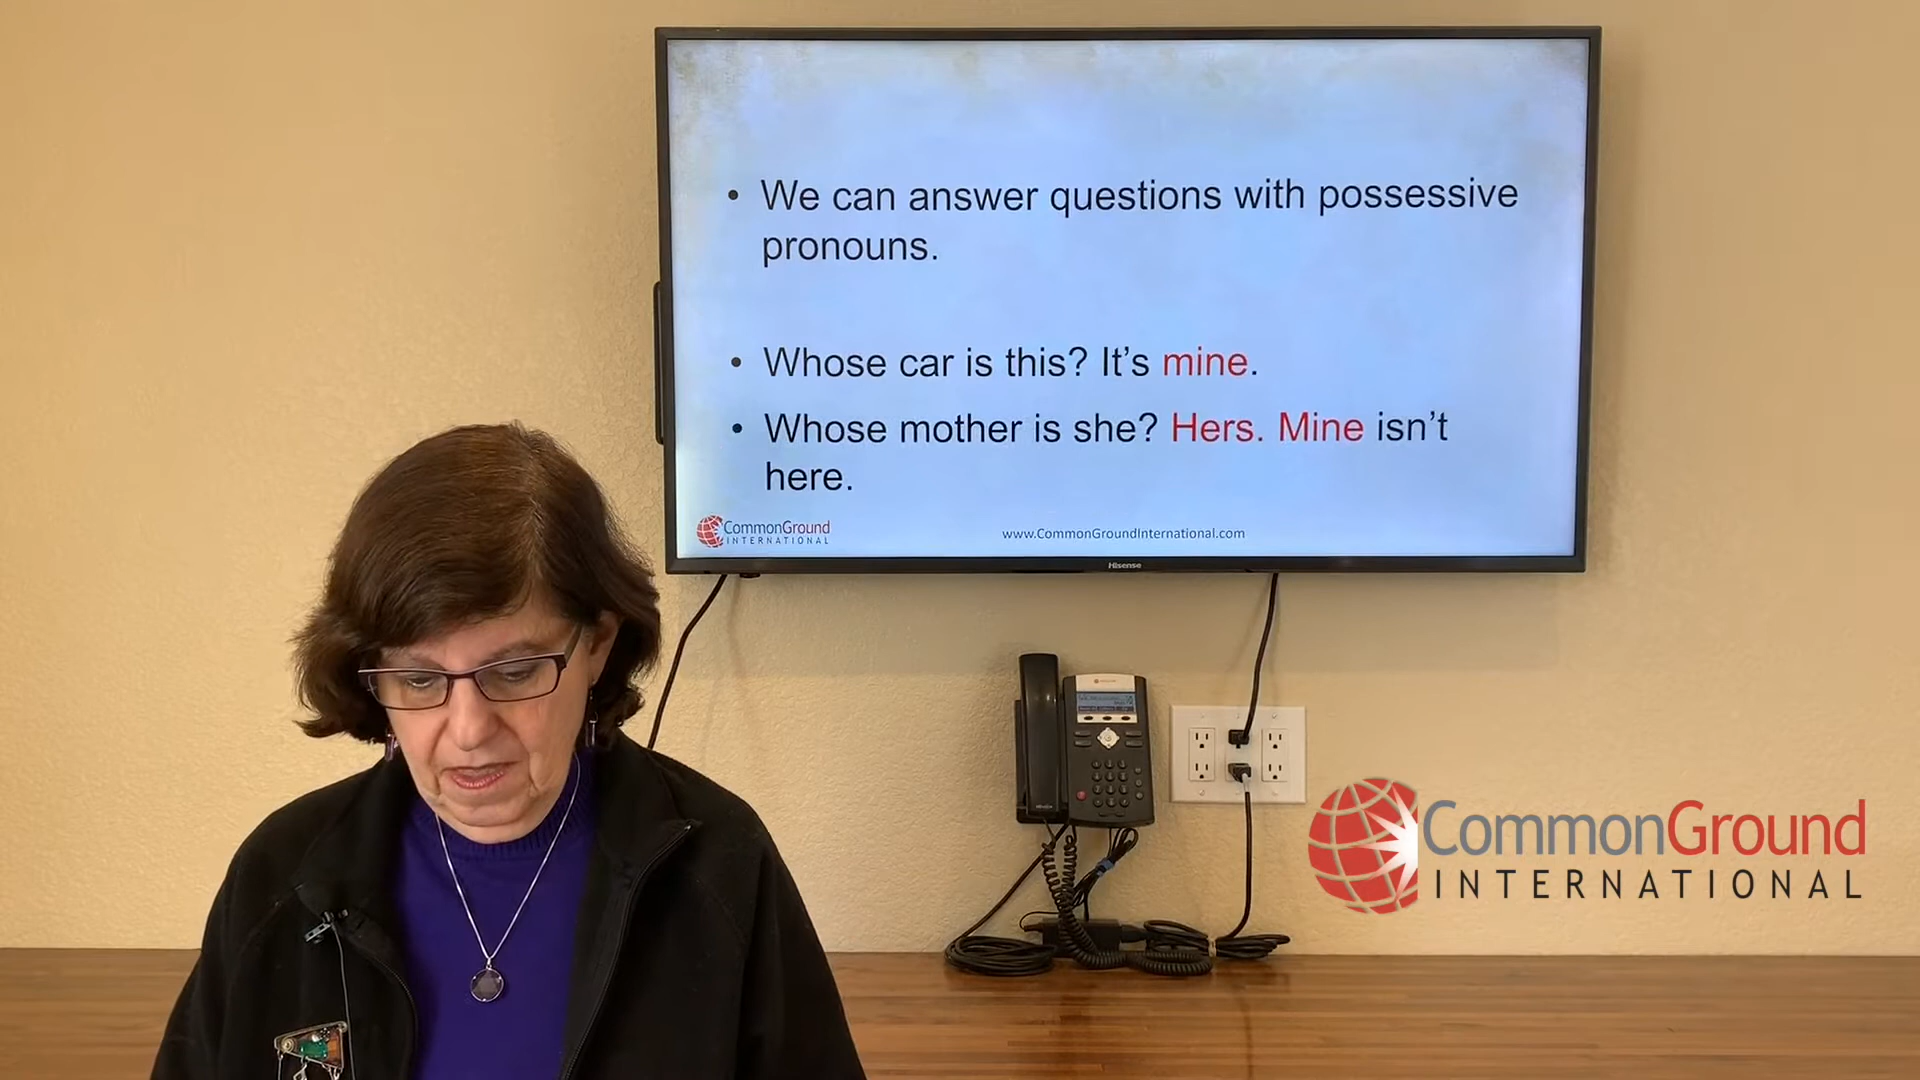 • We can answer questions with possessive
pronouns.
• Whose car is this? It’s mine.
• Whose mother is she? Hers. Mine isn’t
here.
CommonGround
INTERNATIONAL
www.CommonGroundInternational.com
Hisense
CommonGround
INTERNATIONAL